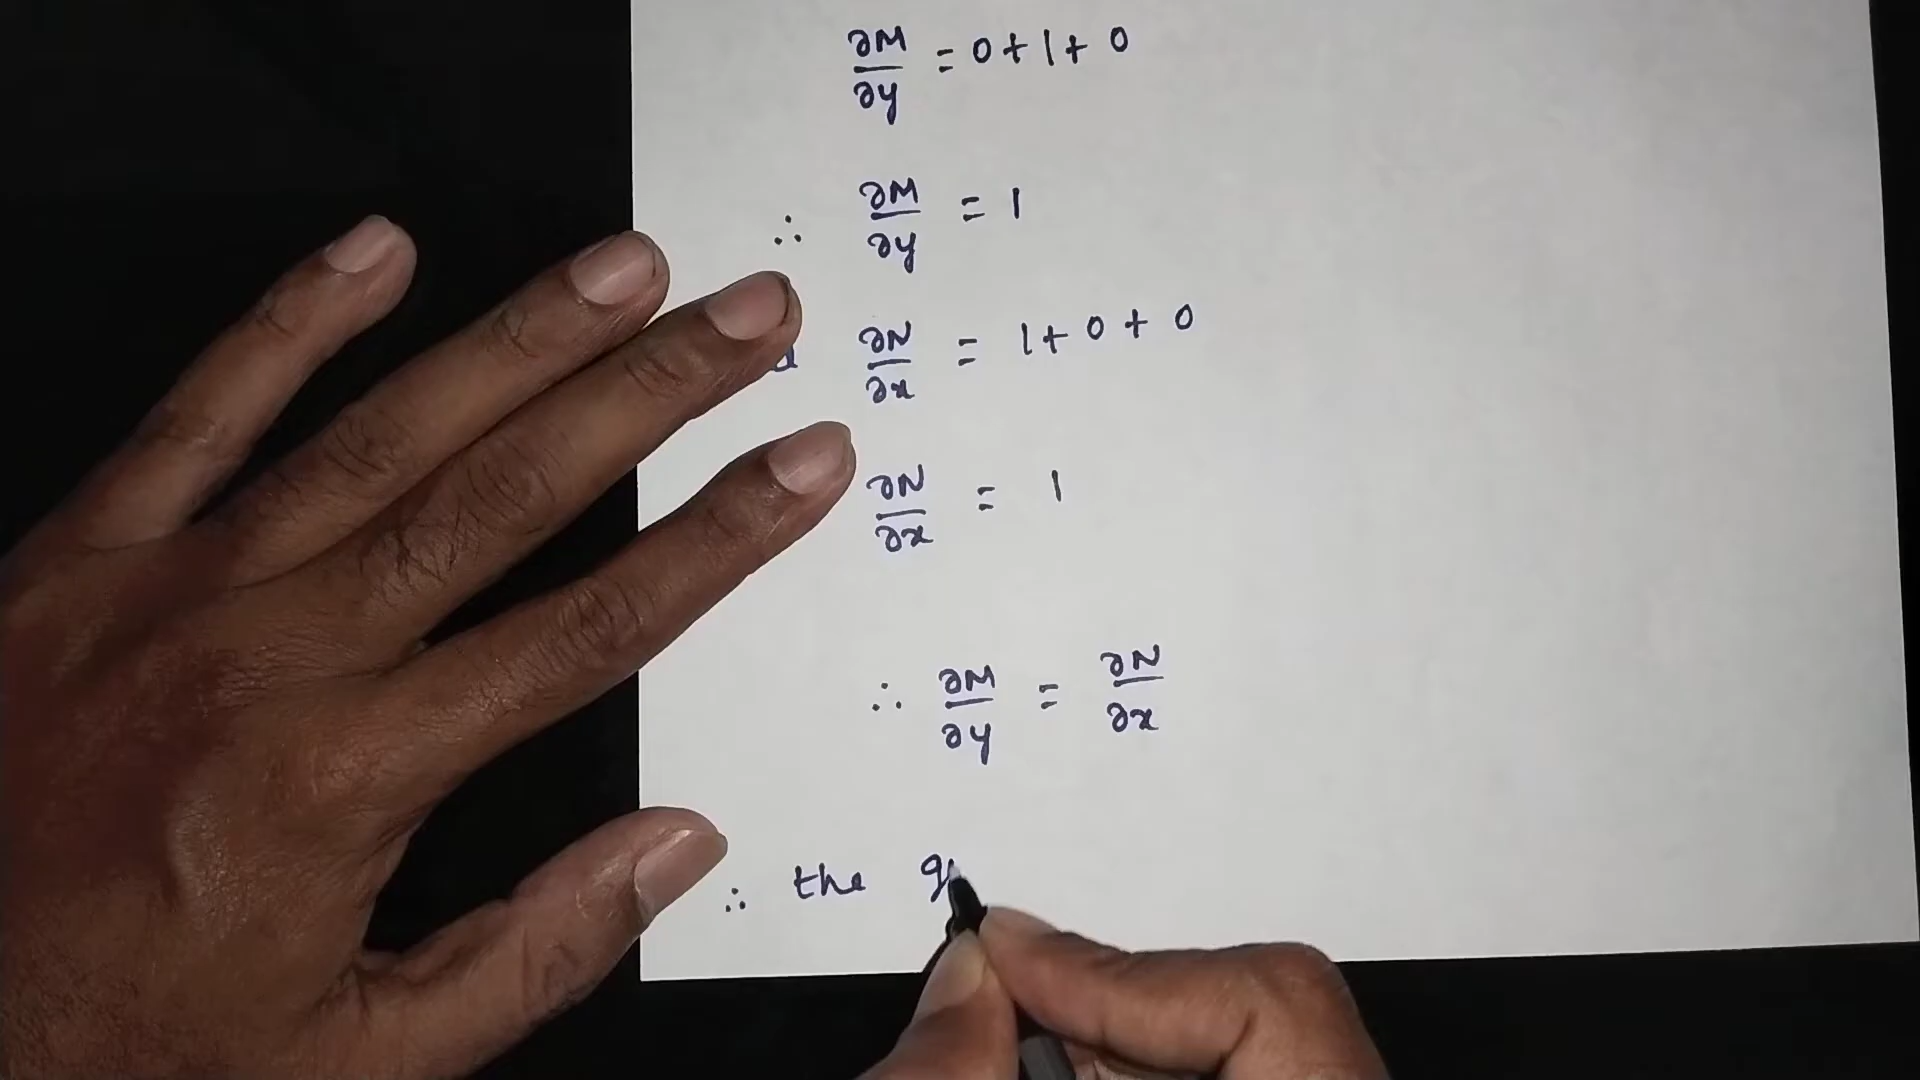 ∂M/∂y = 0 + 1 + 0
∴ ∂M/∂y = 1
∂N/∂x = 1 + 0 + 0
∂N/∂x = 1
∴ ∂M/∂y = ∂N/∂x
∴ the